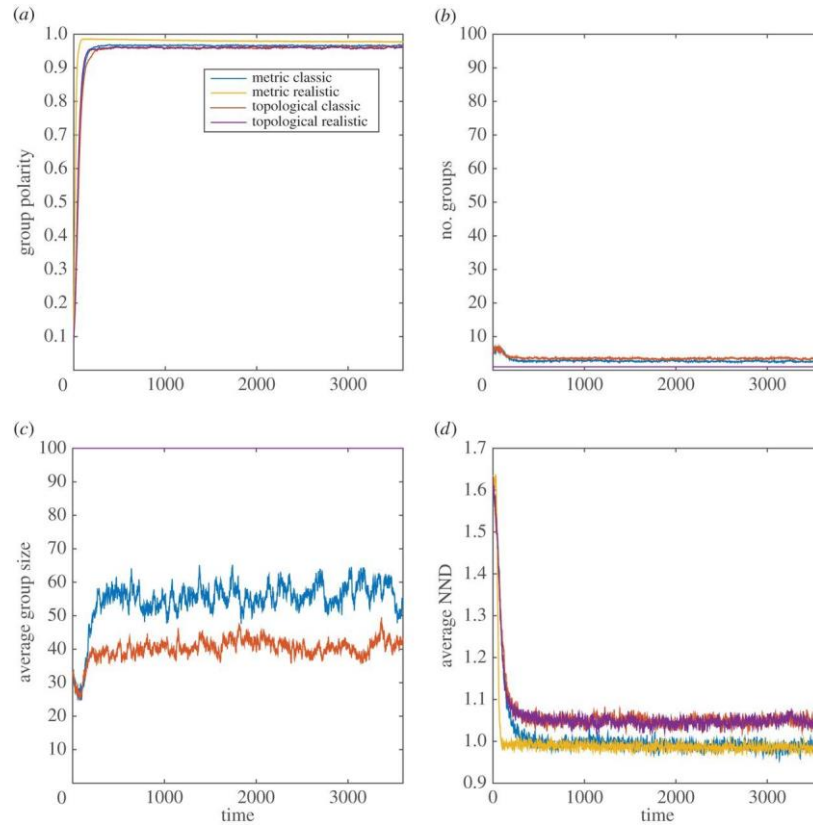 (a)
1.0
0.9
0.8
0.7
0.6
0.5
0.4
0.3
0.2
0.1
group polarity
metric classic
metric realistic
topological classic
topological realistic
0 1000 2000 3000
(b)
100
90
80
70
60
50
40
30
20
10
no. groups
0 1000 2000 3000
(c)
100
90
80
70
60
50
40
30
20
10
average group size
0 1000 2000 3000
time
(d)
1.7
1.6
1.5
1.4
1.3
1.2
1.1
1.0
0.9
average NND
0 1000 2000 3000
time